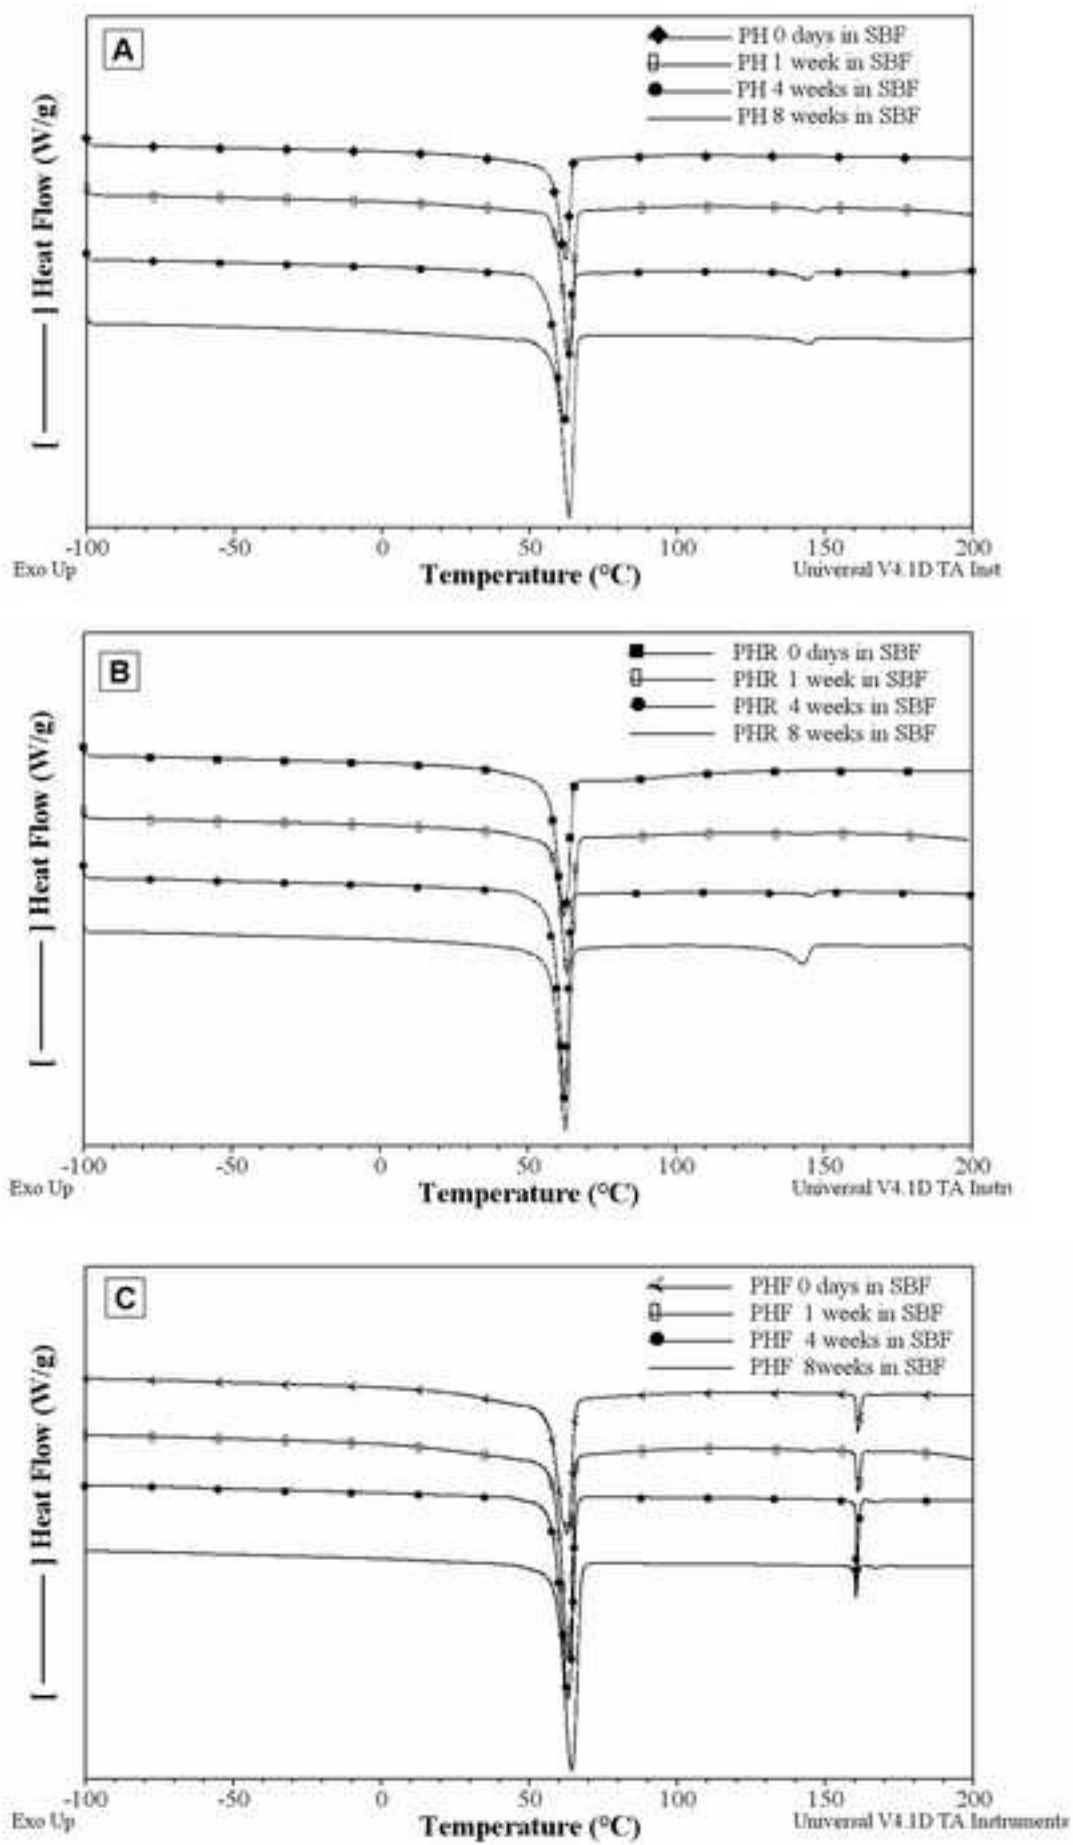 A
PH 0 days in SBF
PH 1 week in SBF
PH 4 weeks in SBF
PH 8 weeks in SBF
[ ——— ] Heat Flow (W/g)
-100 -50 0 50 100 150 200
Exo Up
Temperature (°C)
Universal V4.1D TA Inst
B
PHR 0 days in SBF
PHR 1 week in SBF
PHR 4 weeks in SBF
PHR 8 weeks in SBF
[ ——— ] Heat Flow (W/g)
-100 -50 0 50 100 150 200
Exo Up
Temperature (°C)
Universal V4.1D TA Instr
C
PHF 0 days in SBF
PHF 1 week in SBF
PHF 4 weeks in SBF
PHF 8weeks in SBF
[ ——— ] Heat Flow (W/g)
-100 -50 0 50 100 150 200
Exo Up
Temperature (°C)
Universal V4.1D TA Instruments